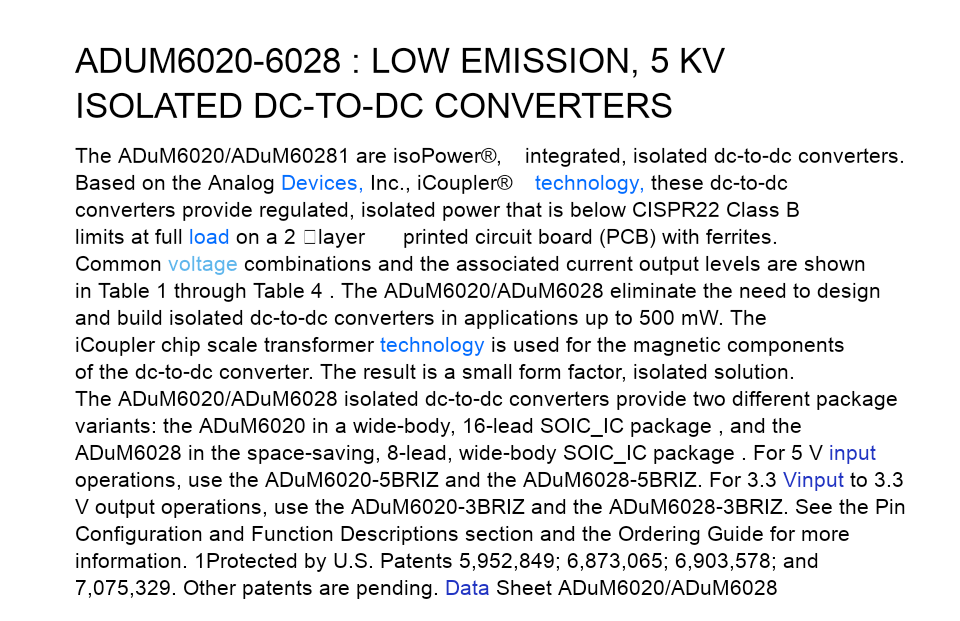 ADUM6020-6028 : LOW EMISSION, 5 KV
ISOLATED DC-TO-DC CONVERTERS
The ADuM6020/ADuM60281 are isoPower®, integrated, isolated dc-to-dc converters.
Based on the Analog Devices, Inc., iCoupler® technology, these dc-to-dc
converters provide regulated, isolated power that is below CISPR22 Class B
limits at full load on a 2 □layer printed circuit board (PCB) with ferrites.
Common voltage combinations and the associated current output levels are shown
in Table 1 through Table 4 . The ADuM6020/ADuM6028 eliminate the need to design
and build isolated dc-to-dc converters in applications up to 500 mW. The
iCoupler chip scale transformer technology is used for the magnetic components
of the dc-to-dc converter. The result is a small form factor, isolated solution.
The ADuM6020/ADuM6028 isolated dc-to-dc converters provide two different package
variants: the ADuM6020 in a wide-body, 16-lead SOIC_IC package , and the
ADuM6028 in the space-saving, 8-lead, wide-body SOIC_IC package . For 5 V input
operations, use the ADuM6020-5BRIZ and the ADuM6028-5BRIZ. For 3.3 Vinput to 3.3
V output operations, use the ADuM6020-3BRIZ and the ADuM6028-3BRIZ. See the Pin
Configuration and Function Descriptions section and the Ordering Guide for more
information. 1Protected by U.S. Patents 5,952,849; 6,873,065; 6,903,578; and
7,075,329. Other patents are pending. Data Sheet ADuM6020/ADuM6028